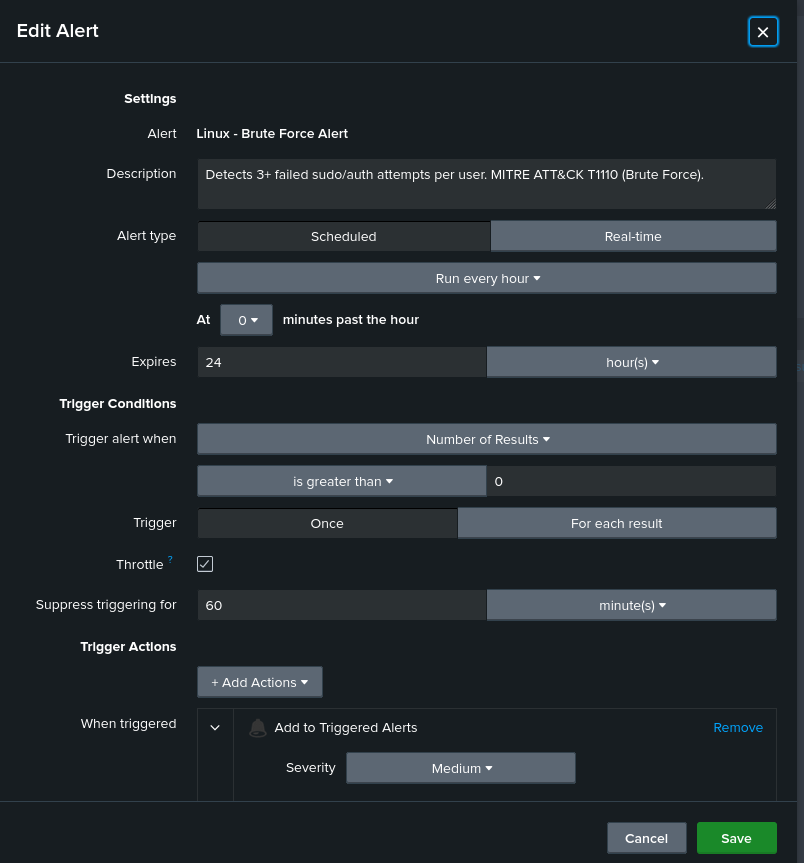 Edit Alert
Settings
Alert Linux - Brute Force Alert
Description Detects 3+ failed sudo/auth attempts per user. MITRE ATT&CK T1110 (Brute Force).
Alert type Scheduled Real-time
Run every hour
At 0 minutes past the hour
Expires 24 hour(s)
Trigger Conditions
Trigger alert when Number of Results
is greater than 0
Trigger Once For each result
Throttle ?
Suppress triggering for 60 minute(s)
Trigger Actions
+ Add Actions
When triggered Add to Triggered Alerts Remove
Severity Medium
Cancel Save